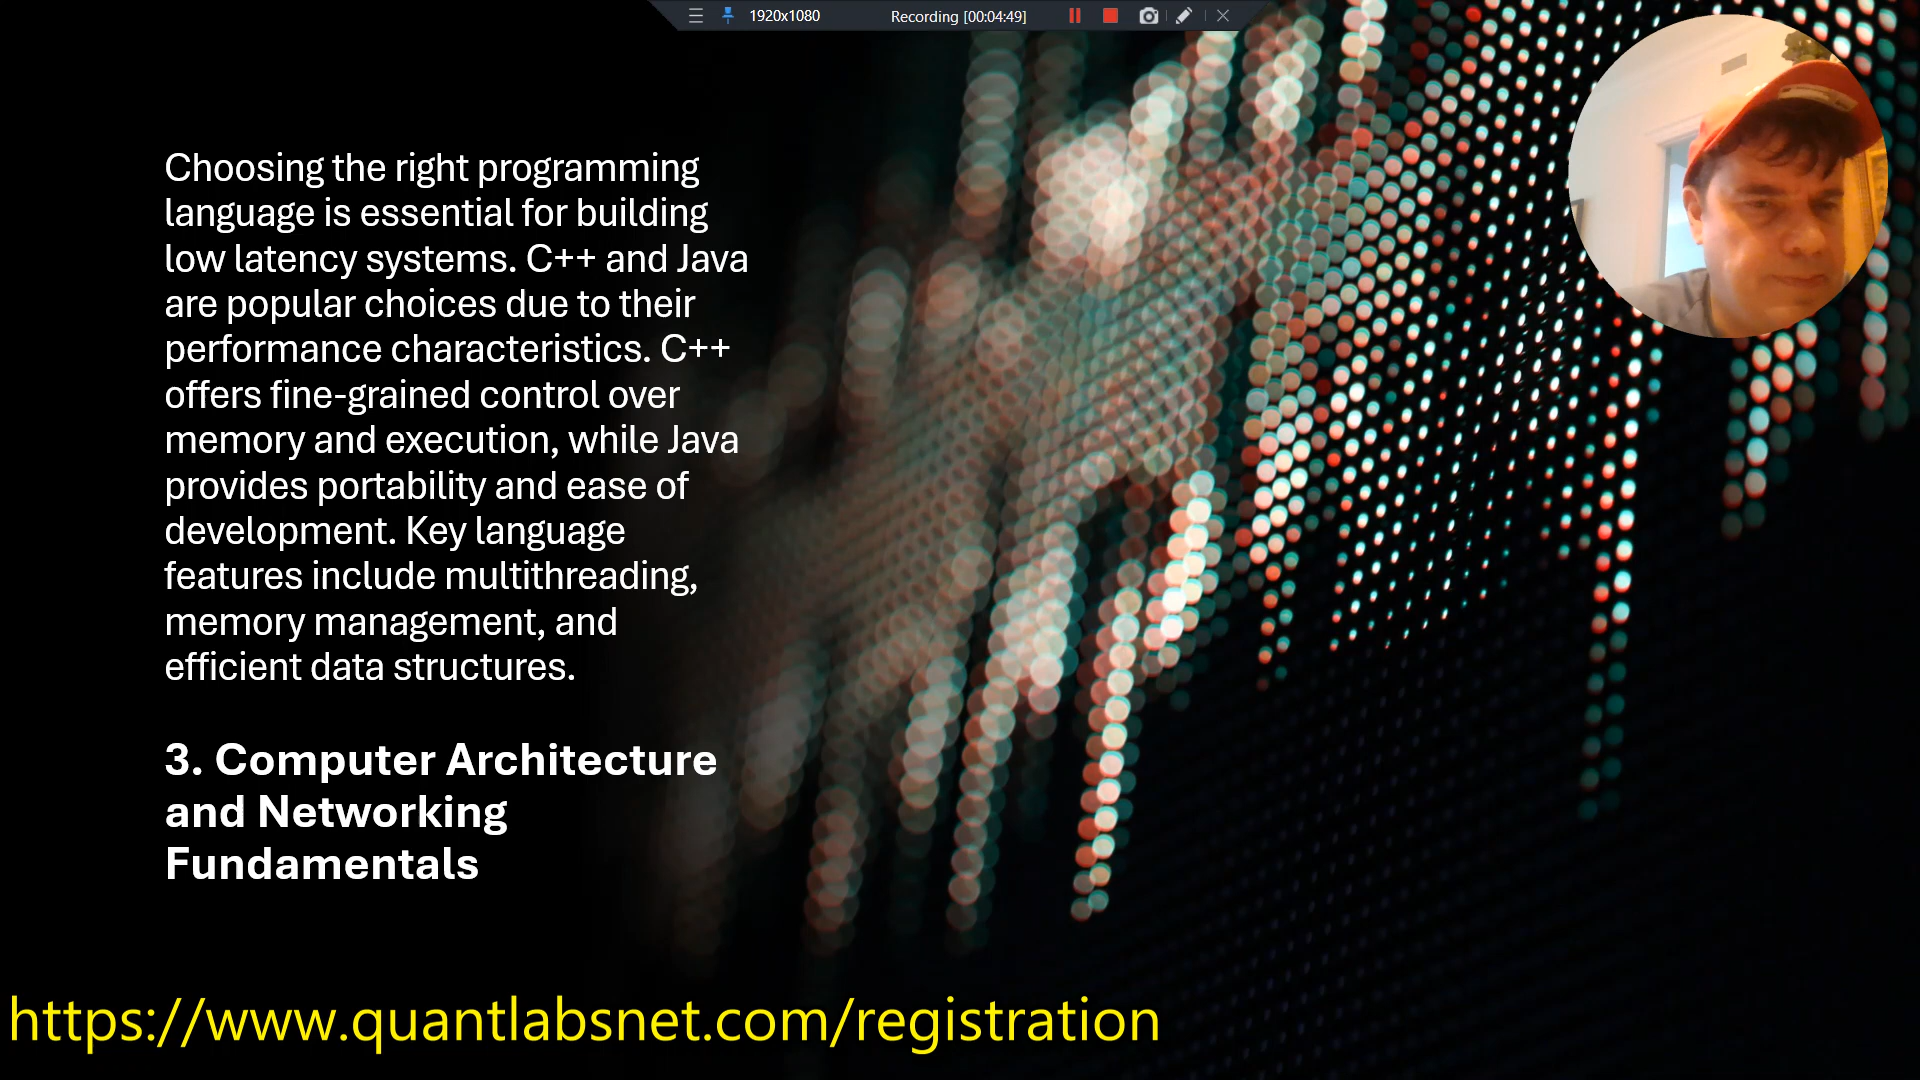 1920x1080
Recording [00:04:49]
Choosing the right programming
language is essential for building
low latency systems. C++ and Java
are popular choices due to their
performance characteristics. C++
offers fine-grained control over
memory and execution, while Java
provides portability and ease of
development. Key language
features include multithreading,
memory management, and
efficient data structures.
3. Computer Architecture
and Networking
Fundamentals
https://www.quantlabsnet.com/registration